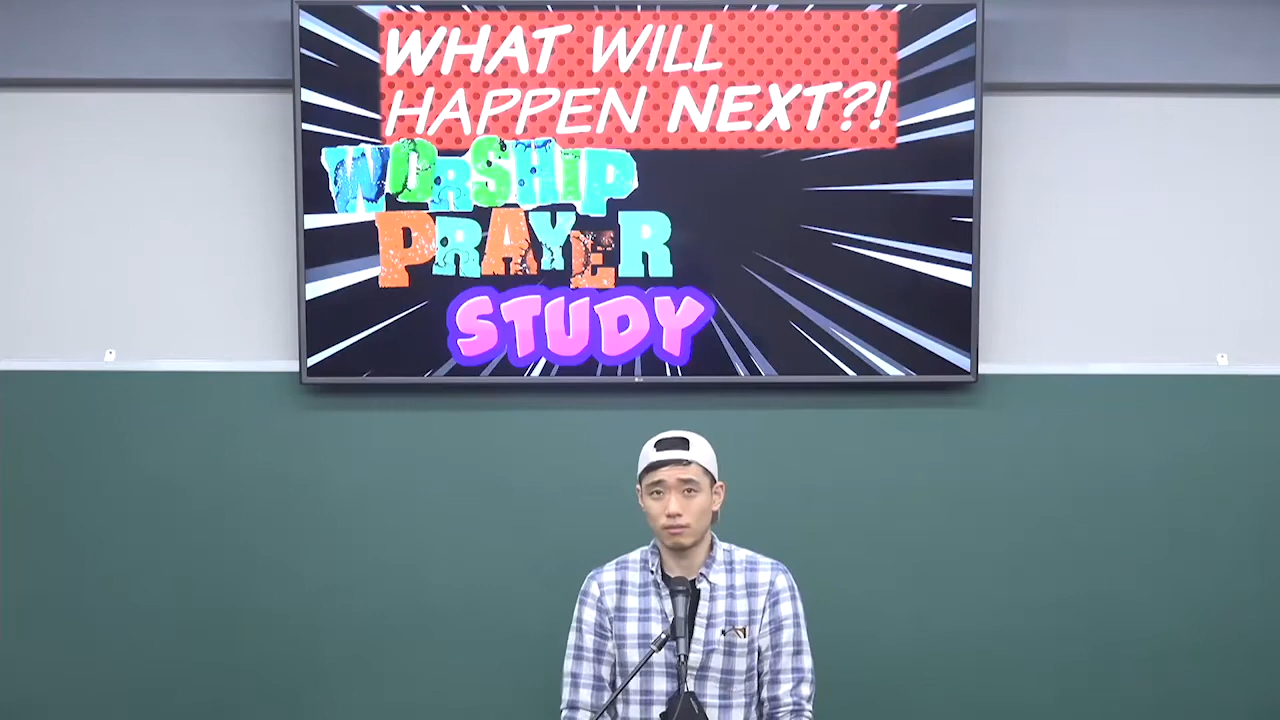 WHAT WILL
HAPPEN NEXT?!
WORSHIP
PRAYER
STUDY